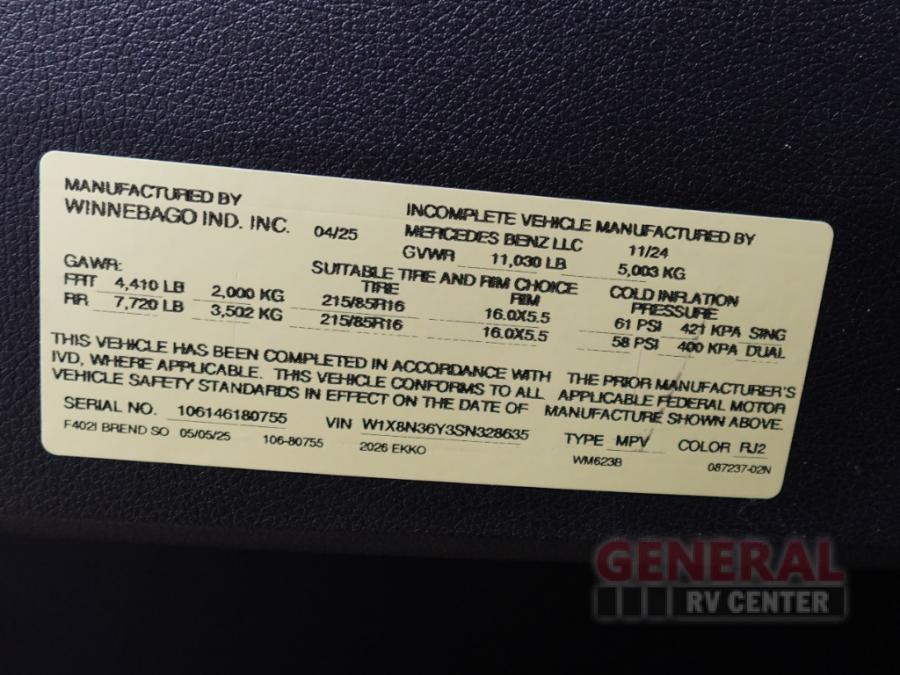 MANUFACTURED BY
WINNEBAGO IND. INC. 04/25
INCOMPLETE VEHICLE MANUFACTURED BY
MERCEDES BENZ LLC 11/24
GVWR 11,030 LB 5,003 KG
GAWR: SUITABLE TIRE AND RIM CHOICE COLD INFLATION
TIRE RIM PRESSURE
FRT 4,410 LB 2,000 KG 215/85R16 16.0X5.5 61 PSI 421 KPA SING
RR 7,720 LB 3,502 KG 215/85R16 16.0X5.5 58 PSI 400 KPA DUAL
THIS VEHICLE HAS BEEN COMPLETED IN ACCORDANCE WITH THE PRIOR MANUFACTURER'S
IVD, WHERE APPLICABLE. THIS VEHICLE CONFORMS TO ALL APPLICABLE FEDERAL MOTOR
VEHICLE SAFETY STANDARDS IN EFFECT ON THE DATE OF MANUFACTURE SHOWN ABOVE.
SERIAL NO. 106146180755 VIN W1X8N36Y3SN328635 TYPE MPV COLOR RJ2
F402I BREND SO 05/05/25 106-80755 2026 EKKO WM623B 087237-02N
GENERAL
RV CENTER